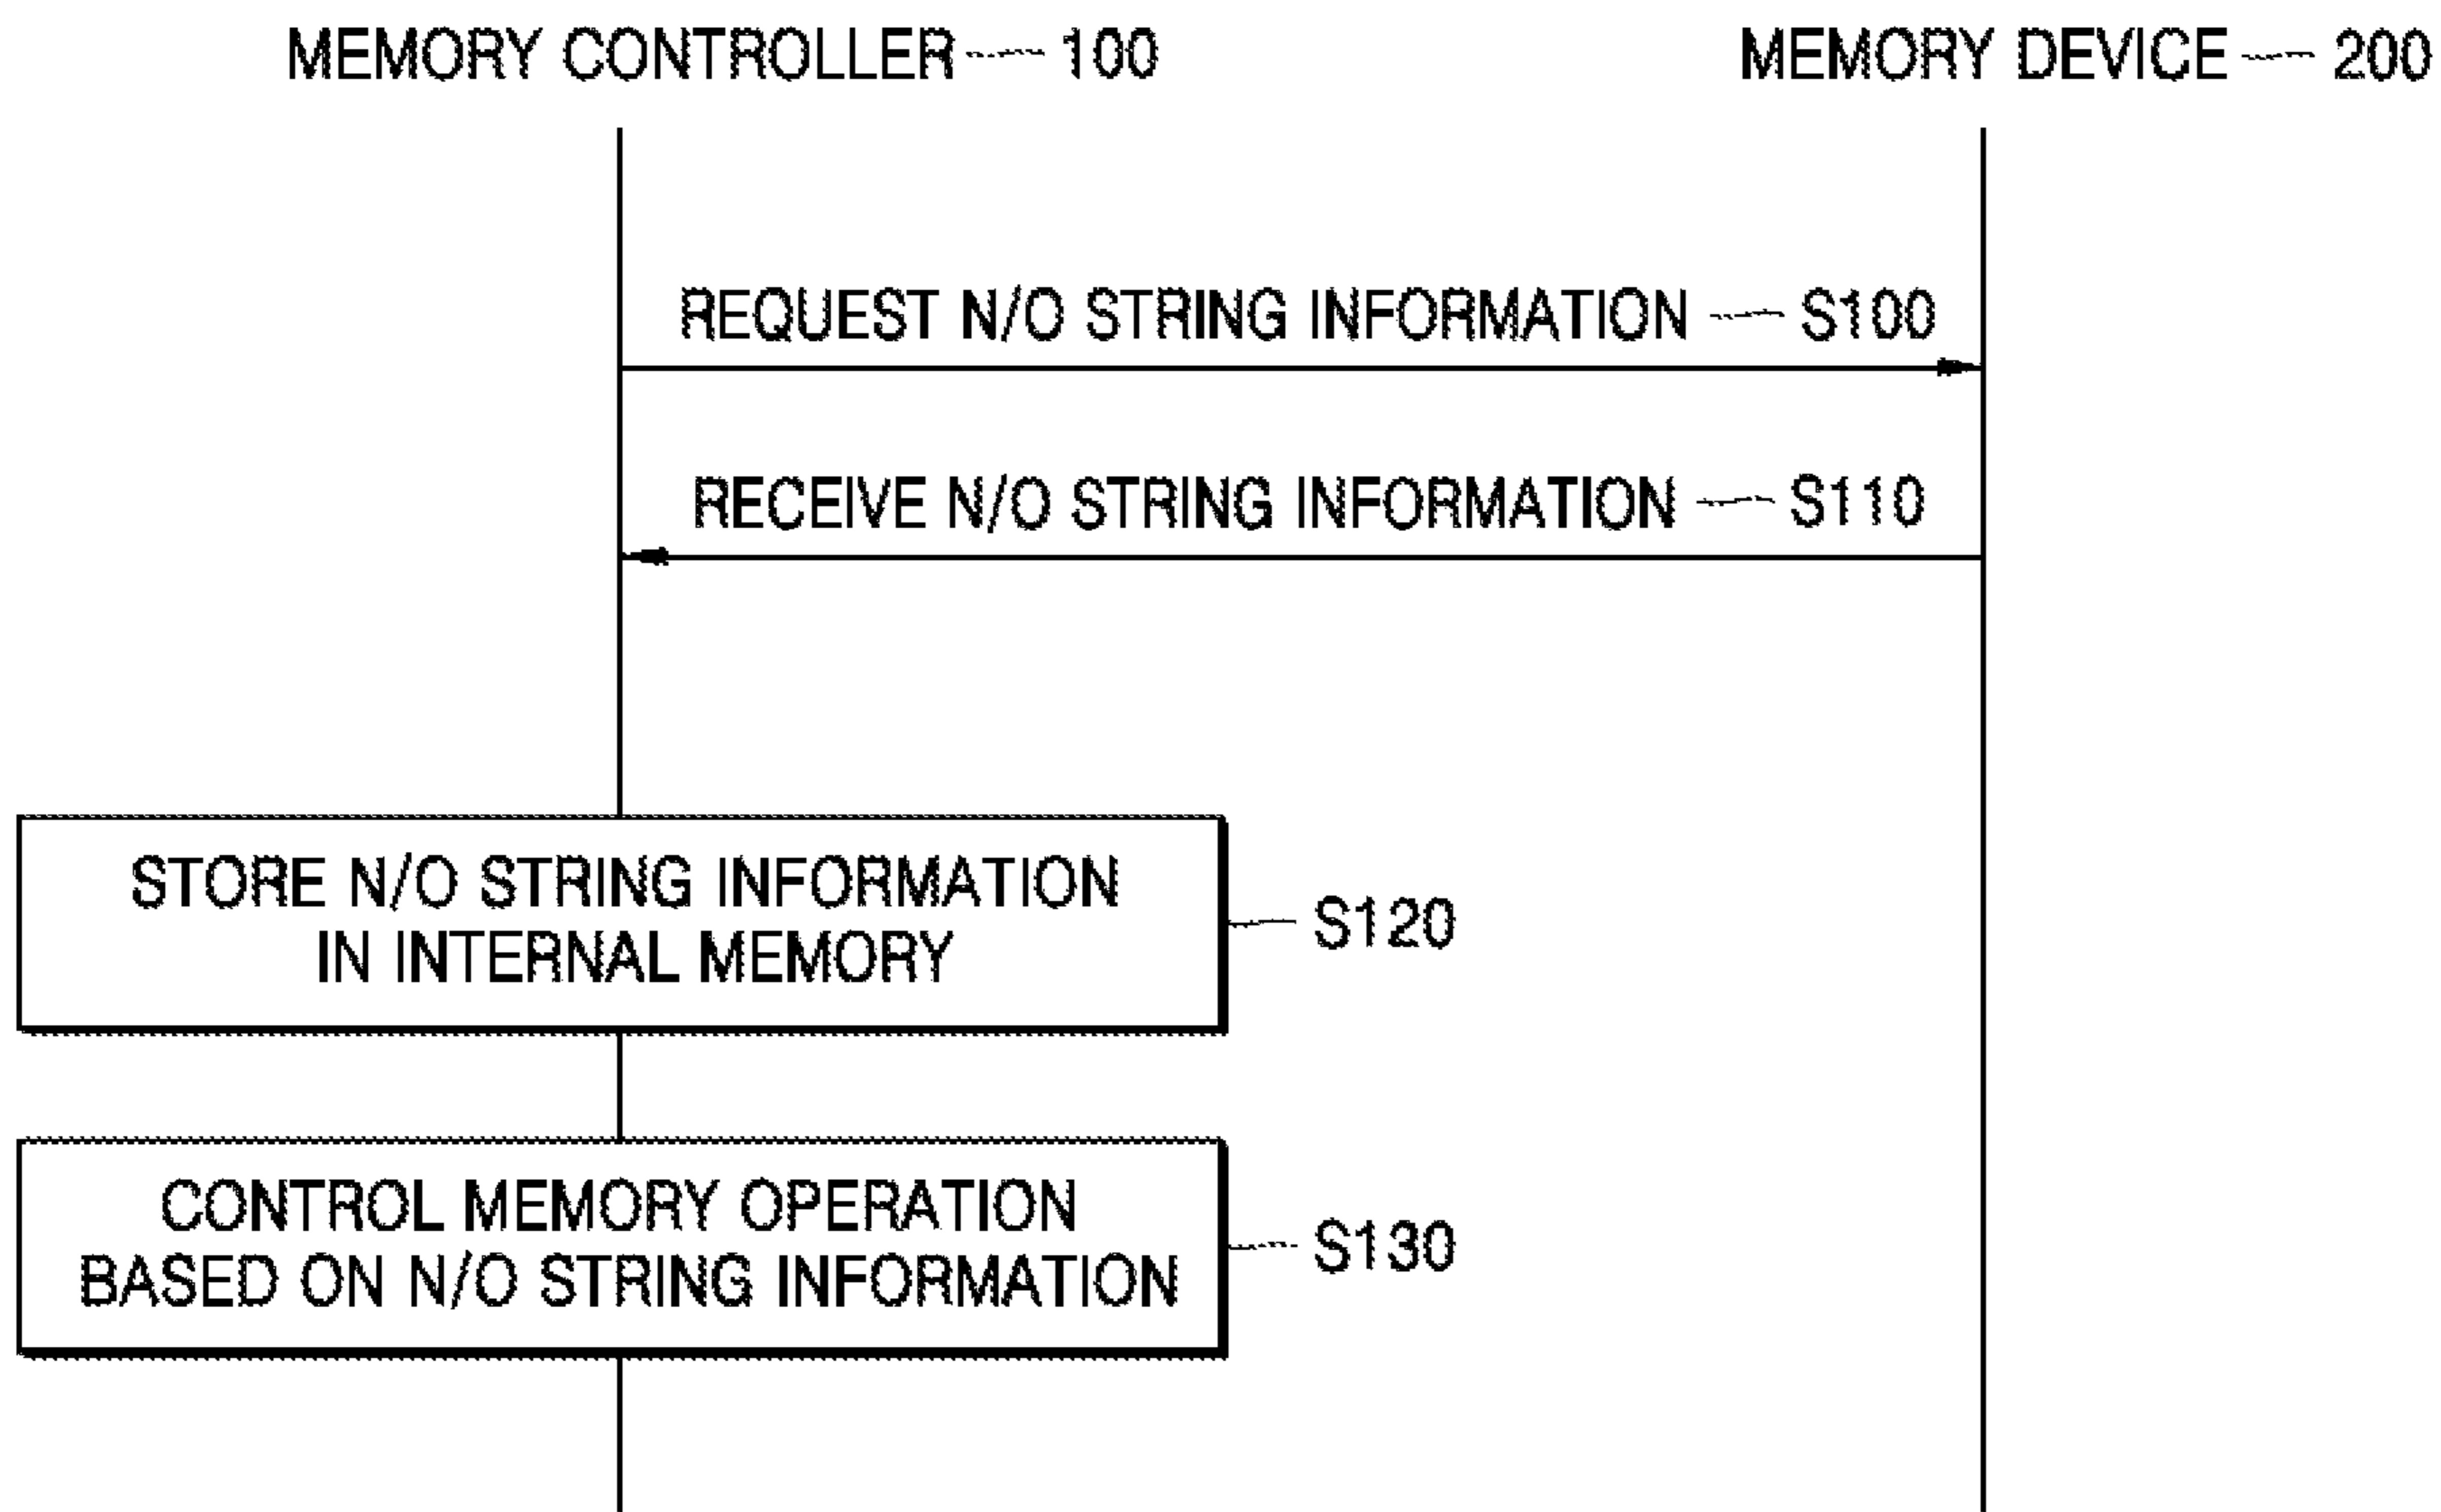 MEMORY CONTROLLER 100
MEMORY DEVICE 200
REQUEST N/O STRING INFORMATION S100
RECEIVE N/O STRING INFORMATION S110
STORE N/O STRING INFORMATION
IN INTERNAL MEMORY
S120
CONTROL MEMORY OPERATION
BASED ON N/O STRING INFORMATION
S130